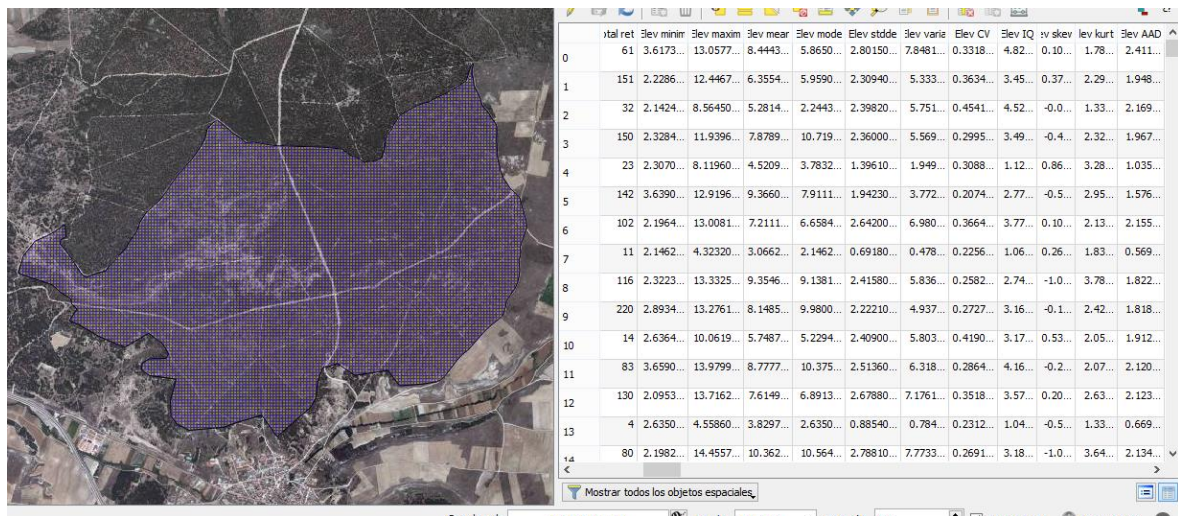 otal ret Elev minim Elev maxim Elev mear Elev mode Elev stdde Elev varia Elev CV Elev IQ ev skew lev kurt Elev AAD
0 61 3.6173... 13.0577... 8.4443... 5.8650... 2.80150... 7.8481... 0.3318... 4.82... 0.10... 1.78... 2.411...
1 151 2.2286... 12.4467... 6.3554... 5.9590... 2.30940... 5.333... 0.3634... 3.45... 0.37... 2.29... 1.948...
2 32 2.1424... 8.56450... 5.2814... 2.2443... 2.39820... 5.751... 0.4541... 4.52... -0.0... 1.33... 2.169...
3 150 2.3284... 11.9396... 7.8789... 10.719... 2.36000... 5.569... 0.2995... 3.49... -0.4... 2.32... 1.967...
4 23 2.3070... 8.11960... 4.5209... 3.7832... 1.39610... 1.949... 0.3088... 1.12... 0.86... 3.28... 1.035...
5 142 3.6390... 12.9196... 9.3660... 7.9111... 1.94230... 3.772... 0.2074... 2.77... -0.5... 2.95... 1.576...
6 102 2.1964... 13.0081... 7.2111... 6.6584... 2.64200... 6.980... 0.3664... 3.77... 0.10... 2.13... 2.155...
7 11 2.1462... 4.32320... 3.0662... 2.1462... 0.69180... 0.478... 0.2256... 1.06... 0.26... 1.83... 0.569...
8 116 2.3223... 13.3325... 9.3546... 9.1381... 2.41580... 5.836... 0.2582... 2.74... -1.0... 3.78... 1.822...
9 220 2.8934... 13.2761... 8.1485... 9.9800... 2.22210... 4.937... 0.2727... 3.16... -0.1... 2.42... 1.818...
10 14 2.6364... 10.0619... 5.7487... 5.2294... 2.40900... 5.803... 0.4190... 3.17... 0.53... 2.05... 1.912...
11 83 3.6590... 13.9799... 8.7777... 10.375... 2.51360... 6.318... 0.2864... 4.16... -0.2... 2.07... 2.120...
12 130 2.0953... 13.7162... 7.6149... 6.8913... 2.67880... 7.1761... 0.3518... 3.57... 0.20... 2.63... 2.123...
13 4 2.6350... 4.55860... 3.8297... 2.6350... 0.88540... 0.784... 0.2312... 1.04... -0.5... 1.33... 0.669...
14 80 2.1982... 14.4557... 10.362... 10.564... 2.78810... 7.7733... 0.2691... 3.18... -1.0... 3.64... 2.134...
Mostrar todos los objetos espaciales